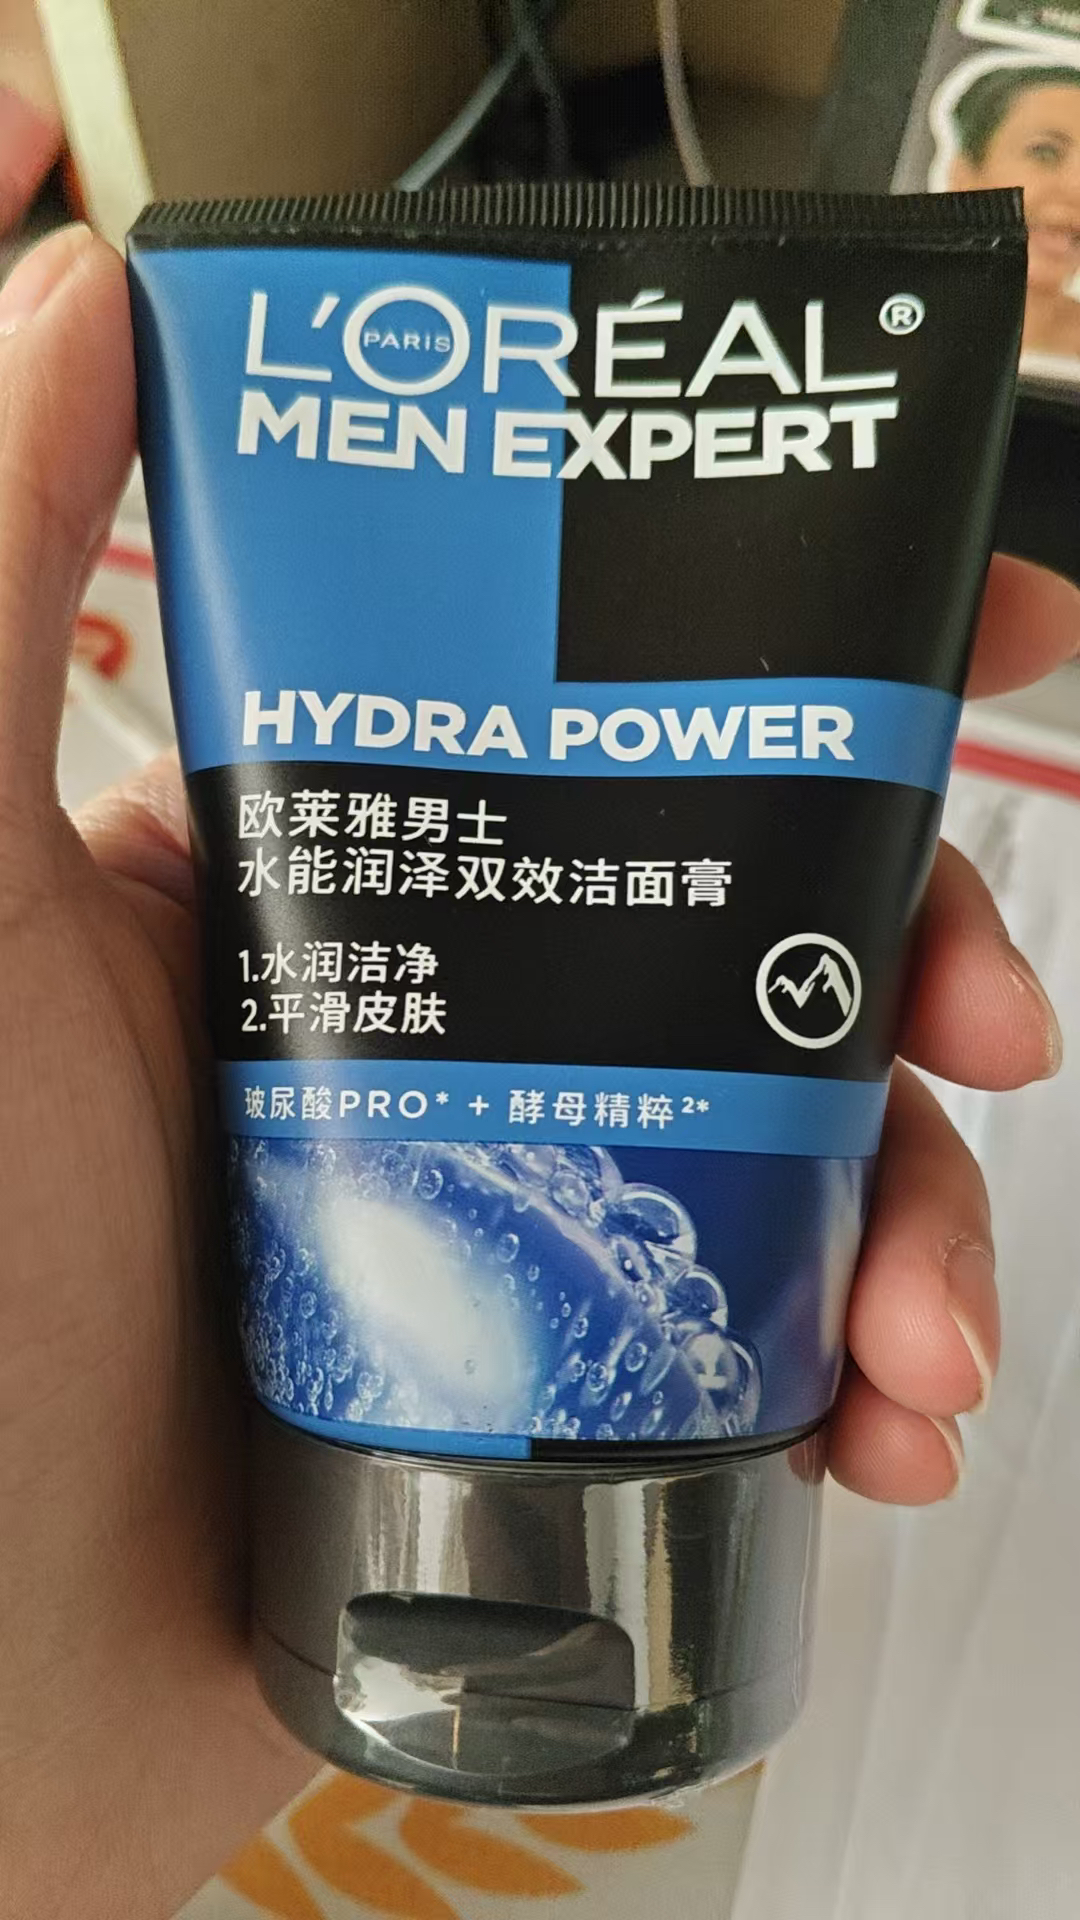 L'ORÉAL®
PARIS
MEN EXPERT
HYDRA POWER
欧莱雅男士
水能润泽双效洁面膏
1.水润洁净
2.平滑皮肤
玻尿酸PRO* + 酵母精粹²*